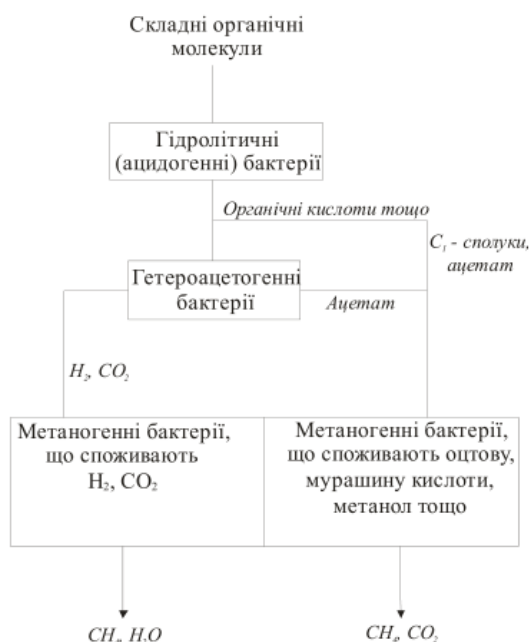 Складні органічні
молекули
Гідролітичні
(ацидогенні) бактерії
Органічні кислоти тощо
C₁ - сполуки,
ацетат
Гетероацетогенні
бактерії
Ацетат
H₂, CO₂
Метаногенні бактерії,
що споживають
H₂, CO₂
Метаногенні бактерії,
що споживають оцтову,
мурашину кислоти,
метанол тощо
CH₄, H₂O
CH₄, CO₂